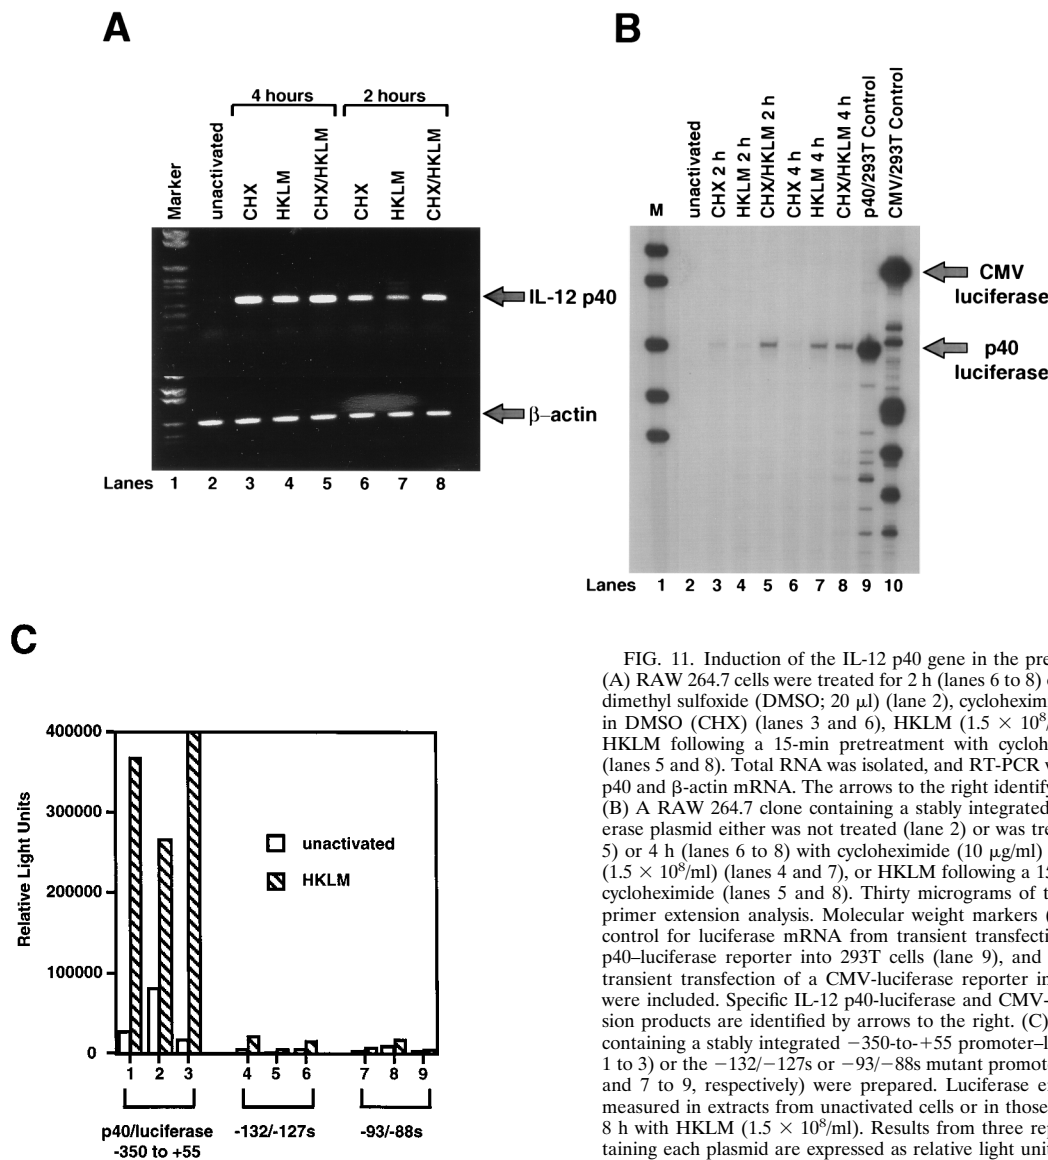 A
4 hours
2 hours
Marker
unactivated
CHX
HKLM
CHX/HKLM
CHX
HKLM
CHX/HKLM
IL-12 p40
β–actin
Lanes 1 2 3 4 5 6 7 8
B
M
unactivated
CHX 2 h
HKLM 2 h
CHX/HKLM 2 h
CHX 4 h
HKLM 4 h
CHX/HKLM 4 h
p40/293T Control
CMV/293T Control
CMV
luciferase
p40
luciferase
Lanes 1 2 3 4 5 6 7 8 9 10
C
Relative Light Units
400000
300000
200000
100000
0
unactivated
HKLM
1 2 3 4 5 6 7 8 9
p40/luciferase
-350 to +55
-132/-127s
-93/-88s
FIG. 11. Induction of the IL-12 p40 gene in the pre
(A) RAW 264.7 cells were treated for 2 h (lanes 6 to 8)
dimethyl sulfoxide (DMSO; 20 μl) (lane 2), cyclohexim
in DMSO (CHX) (lanes 3 and 6), HKLM (1.5 × 10⁸/
HKLM following a 15-min pretreatment with cycloh
(lanes 5 and 8). Total RNA was isolated, and RT-PCR
p40 and β-actin mRNA. The arrows to the right identify
(B) A RAW 264.7 clone containing a stably integrated
erase plasmid either was not treated (lane 2) or was tre
5) or 4 h (lanes 6 to 8) with cycloheximide (10 μg/ml)
(1.5 × 10⁸/ml) (lanes 4 and 7), or HKLM following a 15
cycloheximide (lanes 5 and 8). Thirty micrograms of t
primer extension analysis. Molecular weight markers (
control for luciferase mRNA from transient transfecti
p40–luciferase reporter into 293T cells (lane 9), and
transient transfection of a CMV-luciferase reporter in
were included. Specific IL-12 p40-luciferase and CMV-
sion products are identified by arrows to the right. (C)
containing a stably integrated −350-to-+55 promoter–l
1 to 3) or the −132/−127s or −93/−88s mutant promot
and 7 to 9, respectively) were prepared. Luciferase e
measured in extracts from unactivated cells or in those
8 h with HKLM (1.5 × 10⁸/ml). Results from three rep
taining each plasmid are expressed as relative light unit